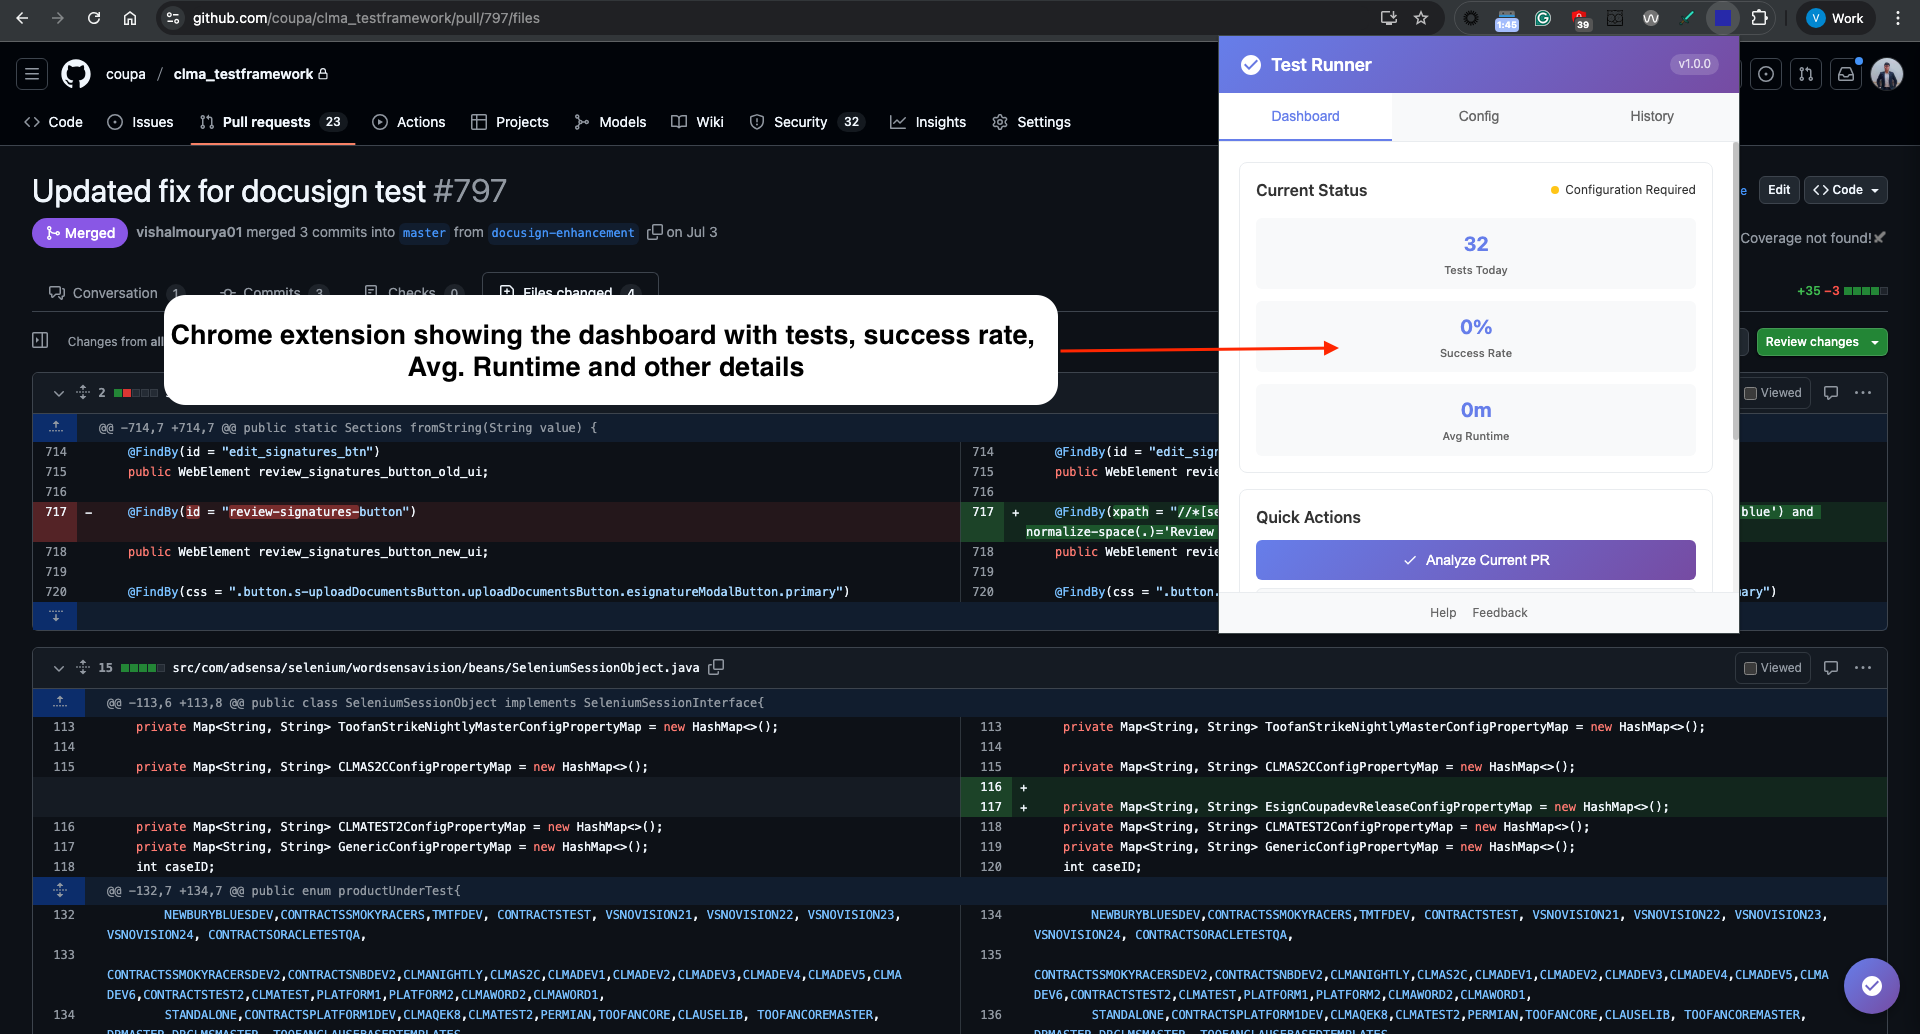 github.com/coupa/clma_testframework/pull/797/files
1:45
39
V Work
coupa / clma_testframework
Code
Issues
Pull requests 23
Actions
Projects
Models
Wiki
Security 32
Insights
Settings
Updated fix for docusign test #797
Edit
Code
Merged
vishalmourya01 merged 3 commits into master from docusign-enhancement on Jul 3
Coverage not found!
Conversation 1
Commits 3
Checks 0
Files changed 4
+35 −3
Changes from all
Review changes
Chrome extension showing the dashboard with tests, success rate,
Avg. Runtime and other details
Test Runner
v1.0.0
Dashboard
Config
History
Current Status
Configuration Required
32
Tests Today
0%
Success Rate
0m
Avg Runtime
Quick Actions
Analyze Current PR
Help
Feedback
2
Viewed
@@ -714,7 +714,7 @@ public static Sections fromString(String value) {
714 @FindBy(id = "edit_signatures_btn")
715 public WebElement review_signatures_button_old_ui;
716
717 - @FindBy(id = "review-signatures-button")
718 public WebElement review_signatures_button_new_ui;
719
720 @FindBy(css = ".button.s-uploadDocumentsButton.uploadDocumentsButton.esignatureModalButton.primary")
714 @FindBy(id = "edit_sign
715 public WebElement revie
716
717 + @FindBy(xpath = "//*[se blue') and
normalize-space(.)='Review
718 public WebElement revie
719
720 @FindBy(css = ".button. mary")
15 src/com/adsensa/selenium/wordsensavision/beans/SeleniumSessionObject.java
Viewed
@@ -113,6 +113,8 @@ public class SeleniumSessionObject implements SeleniumSessionInterface{
113 private Map<String, String> ToofanStrikeNightlyMasterConfigPropertyMap = new HashMap<>();
114
115 private Map<String, String> CLMAS2CConfigPropertyMap = new HashMap<>();
116 private Map<String, String> CLMATEST2ConfigPropertyMap = new HashMap<>();
117 private Map<String, String> GenericConfigPropertyMap = new HashMap<>();
118 int caseID;
113 private Map<String, String> ToofanStrikeNightlyMasterConfigPropertyMap = new HashMap<>();
114
115 private Map<String, String> CLMAS2CConfigPropertyMap = new HashMap<>();
116 +
117 + private Map<String, String> EsignCoupadevReleaseConfigPropertyMap = new HashMap<>();
118 private Map<String, String> CLMATEST2ConfigPropertyMap = new HashMap<>();
119 private Map<String, String> GenericConfigPropertyMap = new HashMap<>();
120 int caseID;
@@ -132,7 +134,7 @@ public enum productUnderTest{
132 NEWBURYBLUESDEV,CONTRACTSSMOKYRACERS,TMTFDEV, CONTRACTSTEST, VSNOVISION21, VSNOVISION22, VSNOVISION23,
VSNOVISION24, CONTRACTSORACLETESTQA,
133
CONTRACTSSMOKYRACERSDEV2,CONTRACTSNBDEV2,CLMANIGHTLY,CLMAS2C,CLMADEV1,CLMADEV2,CLMADEV3,CLMADEV4,CLMADEV5,CLMA
DEV6,CONTRACTSTEST2,CLMATEST,PLATFORM1,PLATFORM2,CLMAWORD2,CLMAWORD1,
134 STANDALONE,CONTRACTSPLATFORM1DEV,CLMAQEK8,CLMATEST2,PERMIAN,TOOFANCORE,CLAUSELIB, TOOFANCOREMASTER,
134 NEWBURYBLUESDEV,CONTRACTSSMOKYRACERS,TMTFDEV, CONTRACTSTEST, VSNOVISION21, VSNOVISION22, VSNOVISION23,
VSNOVISION24, CONTRACTSORACLETESTQA,
135
CONTRACTSSMOKYRACERSDEV2,CONTRACTSNBDEV2,CLMANIGHTLY,CLMAS2C,CLMADEV1,CLMADEV2,CLMADEV3,CLMADEV4,CLMADEV5,CLMA
DEV6,CONTRACTSTEST2,CLMATEST,PLATFORM1,PLATFORM2,CLMAWORD2,CLMAWORD1,
136 STANDALONE,CONTRACTSPLATFORM1DEV,CLMAQEK8,CLMATEST2,PERMIAN,TOOFANCORE,CLAUSELIB, TOOFANCOREMASTER,